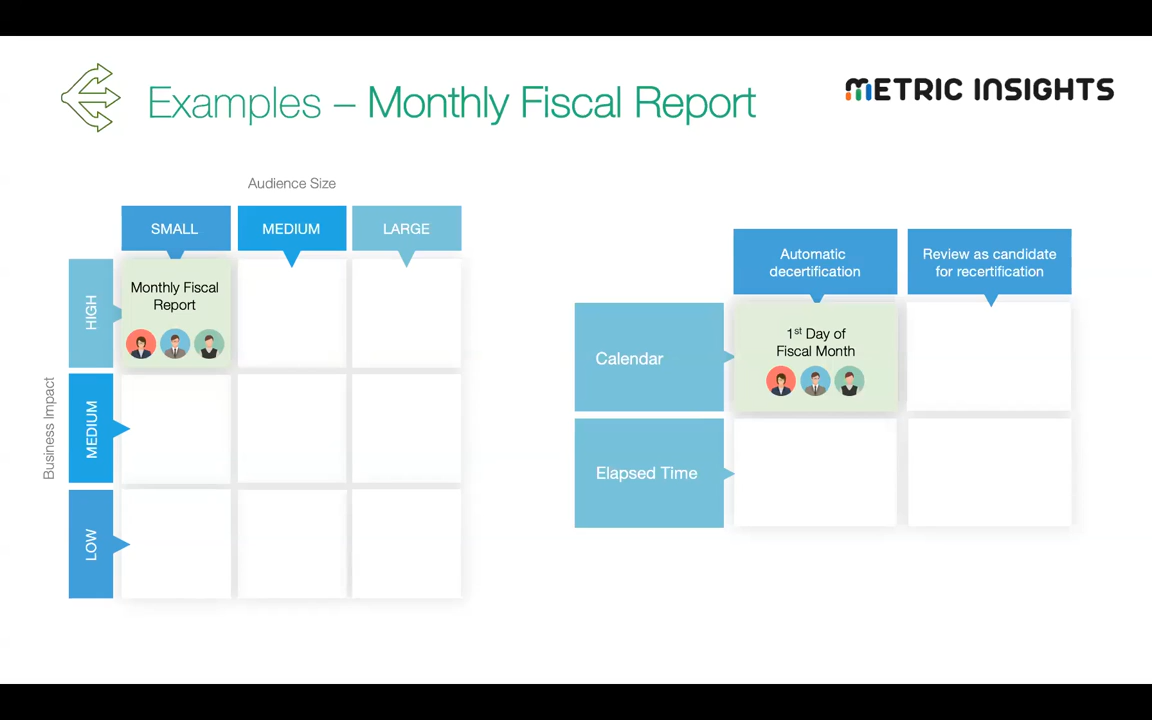 Examples – Monthly Fiscal Report
METRIC INSIGHTS
Audience Size
SMALL
MEDIUM
LARGE
Business Impact
HIGH
Monthly Fiscal
Report
MEDIUM
LOW
Automatic
decertification
Review as candidate
for recertification
Calendar
1st Day of
Fiscal Month
Elapsed Time